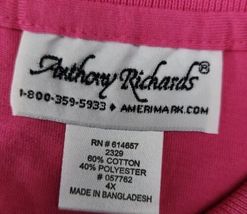 Anthony Richards®
1-800-359-5933 ♦ AMERIMARK.COM
RN # 614657
2329
60% COTTON
40% POLYESTER
# 057762
4X
MADE IN BANGLADESH